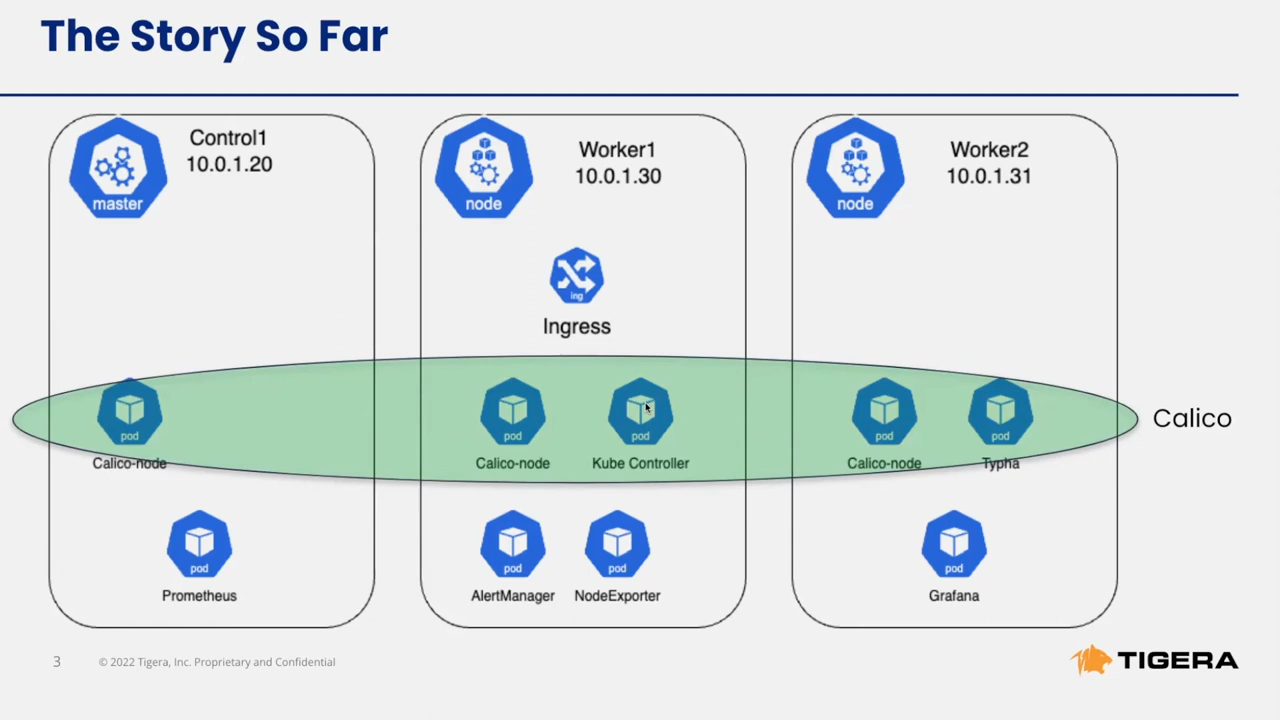 The Story So Far
Control1
10.0.1.20
master
Worker1
10.0.1.30
node
Worker2
10.0.1.31
node
ing
Ingress
pod
Calico-node
pod
Calico-node
pod
Kube Controller
pod
Calico-node
pod
Typha
Calico
pod
Prometheus
pod
AlertManager
pod
NodeExporter
pod
Grafana
3
© 2022 Tigera, Inc. Proprietary and Confidential
TIGERA